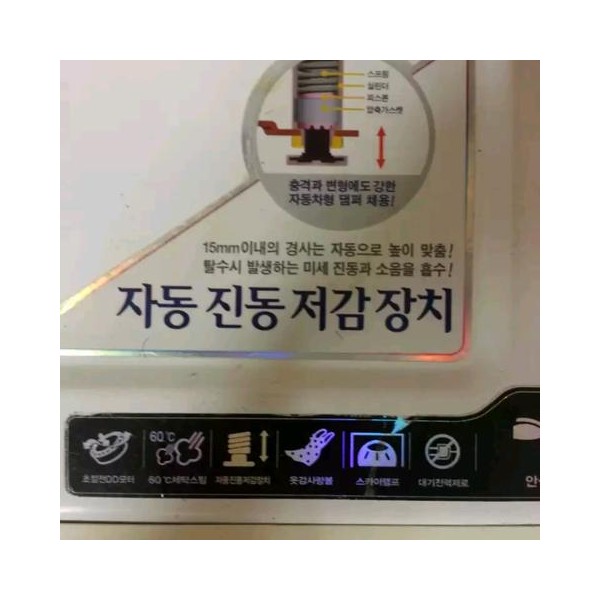 스프링
실린더
피스톤
압축가스켓
충격과 변형에도 강한
자동차형 댐퍼 채용!
15mm이내의 경사는 자동으로 높이 맞춤!
탈수시 발생하는 미세 진동과 소음을 흡수!
자동 진동 저감 장치
60℃
초절전DD모터
60℃세탁스팀
자동진동저감장치
옷감사랑볼
스카이램프
대기전력제로